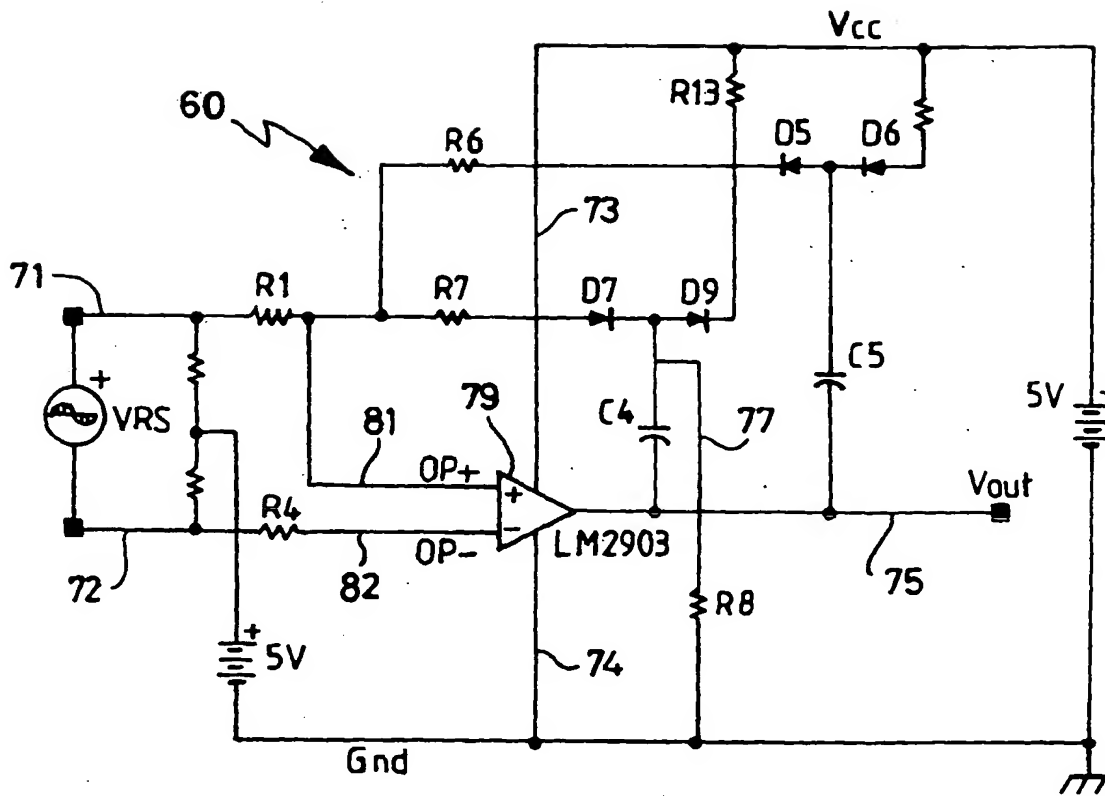 Vcc
60
R13
D5
D6
R6
73
71
R1
R7
D7
D9
+
VRS
C5
81
79
C4
77
5V
+
OP+
+
Vout
R4
OP-
-
LM2903
72
82
75
R8
+
5V
74
Gnd